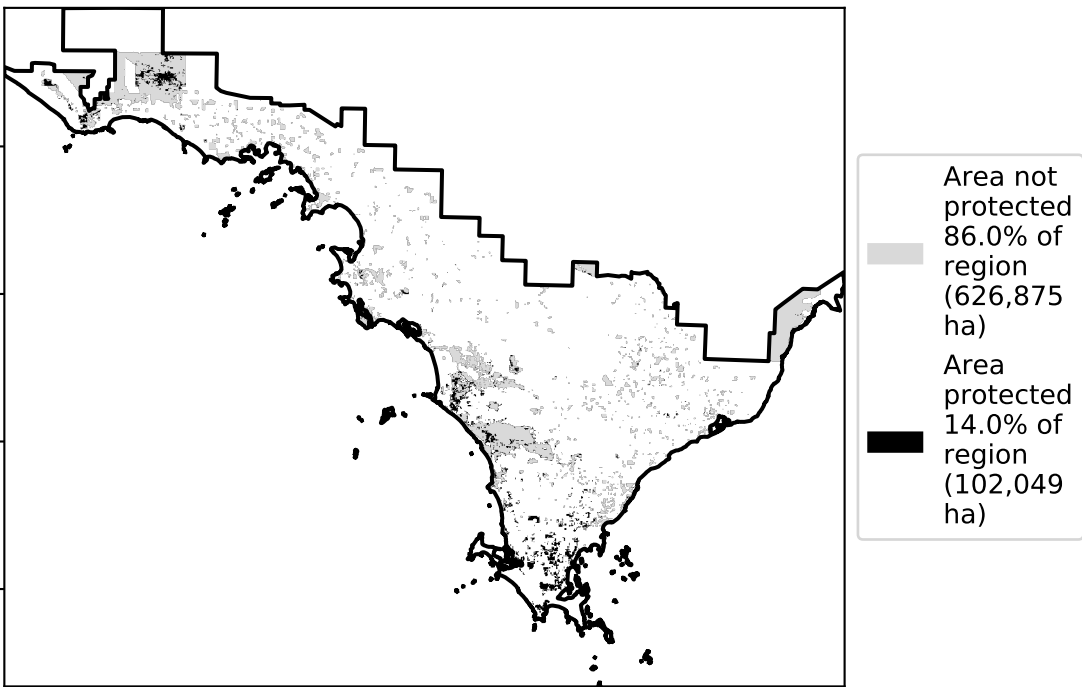 Area not
protected
86.0% of
region
(626,875
ha)
Area
protected
14.0% of
region
(102,049
ha)